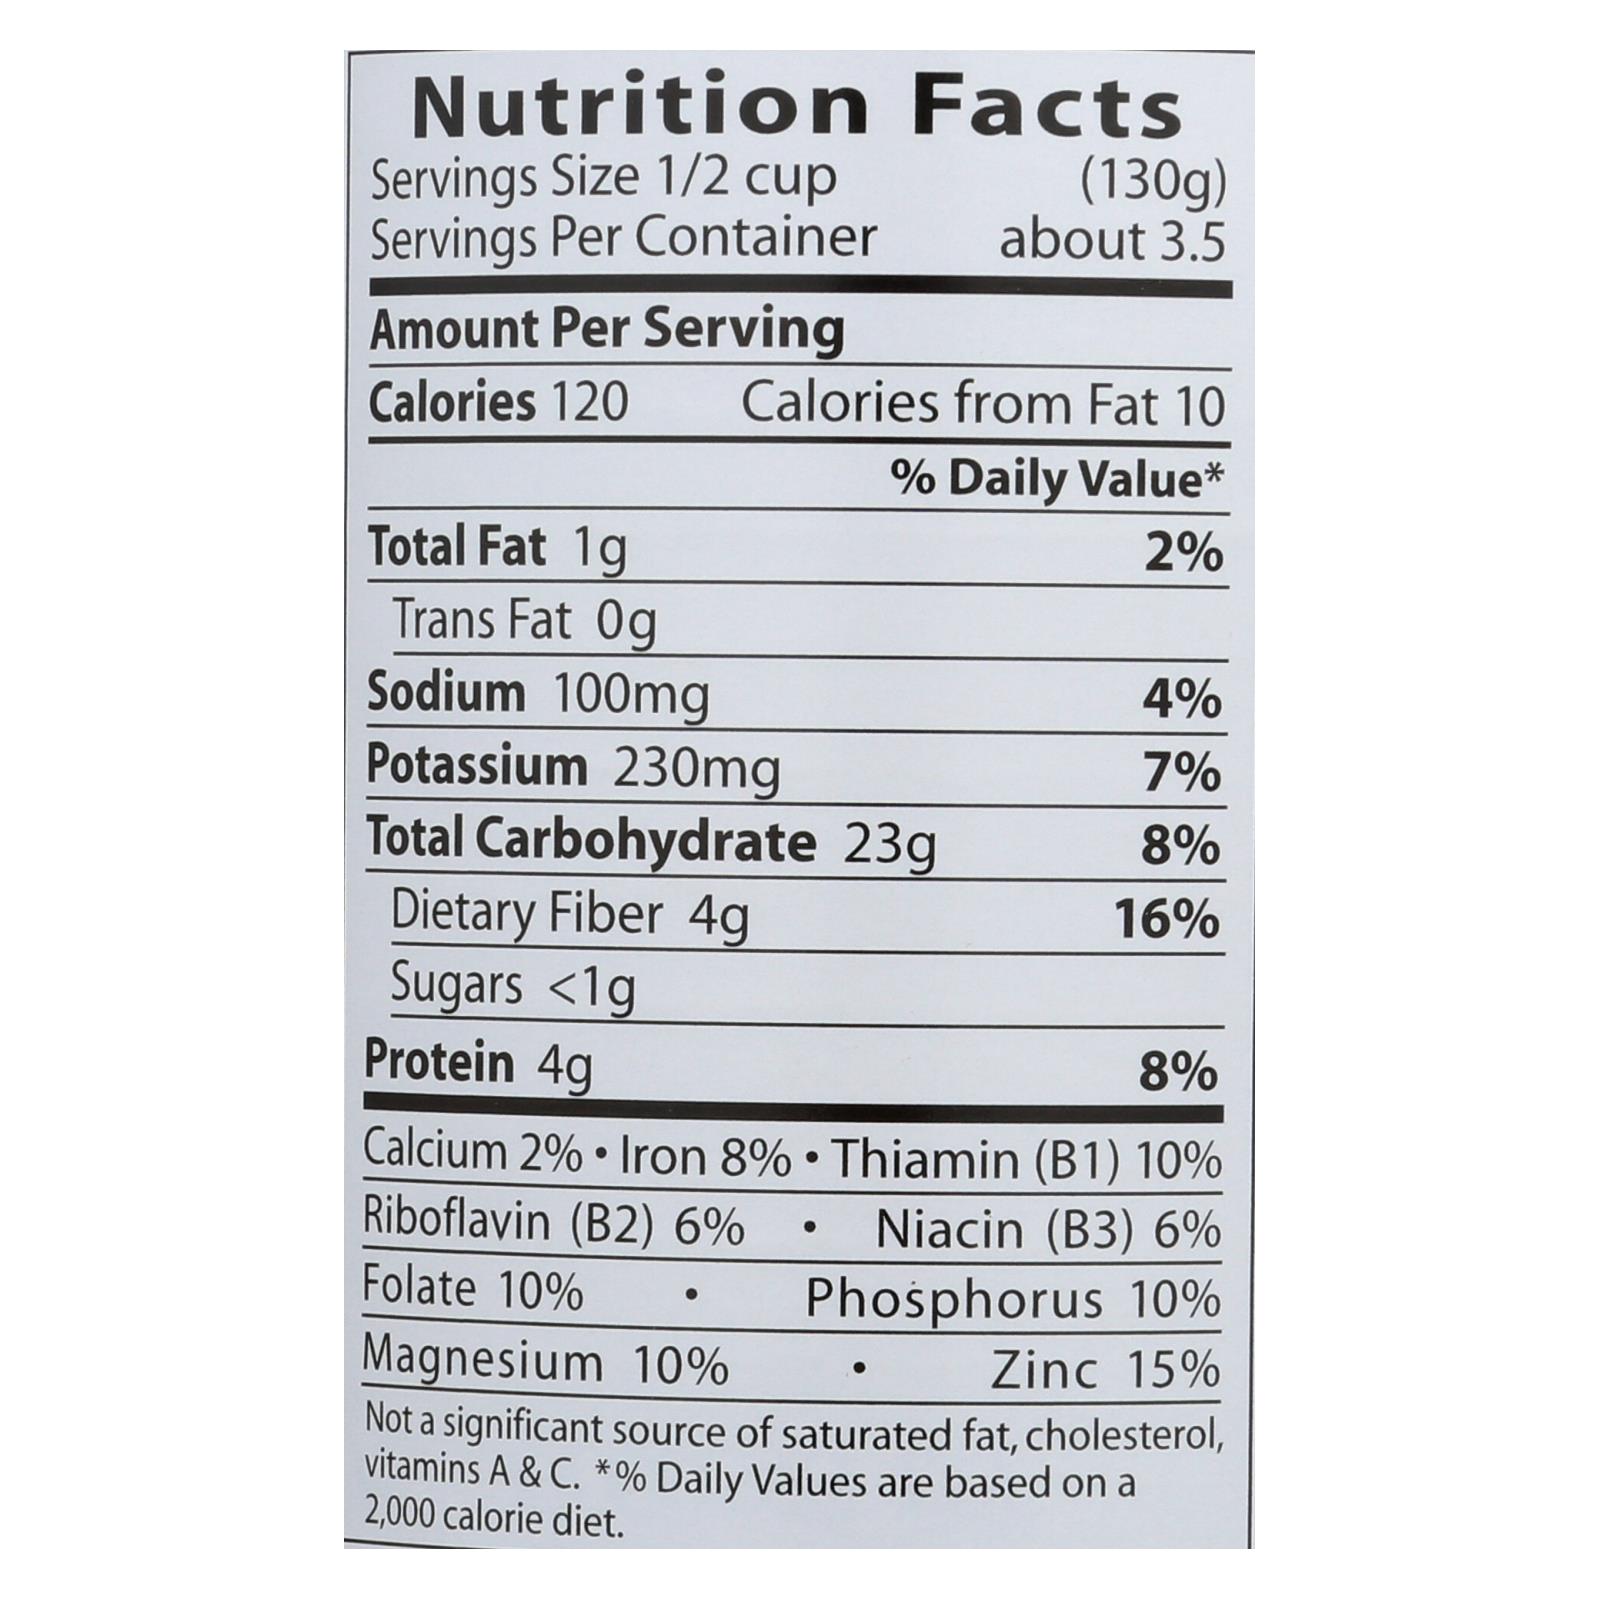 Nutrition Facts
Servings Size 1/2 cup (130g)
Servings Per Container about 3.5
Amount Per Serving
Calories 120 Calories from Fat 10
% Daily Value*
Total Fat 1g 2%
Trans Fat 0g
Sodium 100mg 4%
Potassium 230mg 7%
Total Carbohydrate 23g 8%
Dietary Fiber 4g 16%
Sugars <1g
Protein 4g 8%
Calcium 2% • Iron 8% • Thiamin (B1) 10%
Riboflavin (B2) 6% • Niacin (B3) 6%
Folate 10% • Phosphorus 10%
Magnesium 10% • Zinc 15%
Not a significant source of saturated fat, cholesterol,
vitamins A & C. *% Daily Values are based on a
2,000 calorie diet.